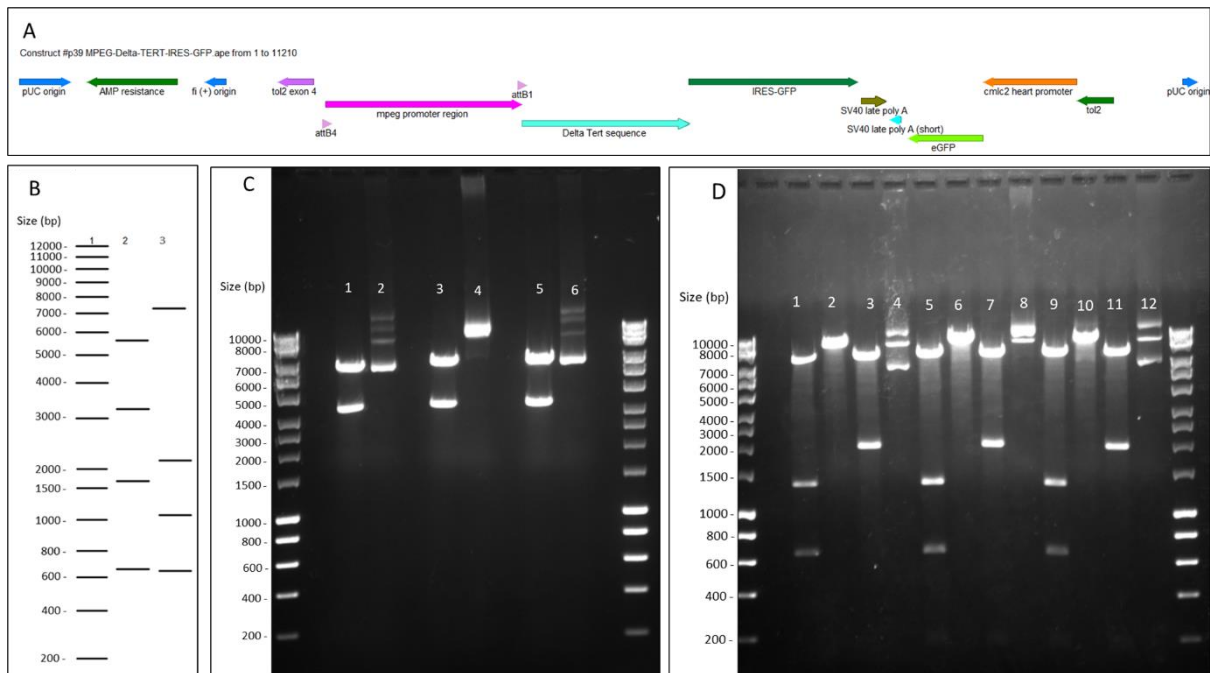 A
Construct #p39 MPEG-Delta-TERT-IRES-GFP.ape from 1 to 11210
pUC origin
AMP resistance
fi (+) origin
tol2 exon 4
attB4
mpeg promoter region
attB1
Delta Tert sequence
IRES-GFP
SV40 late poly A
SV40 late poly A (short)
eGFP
cmlc2 heart promoter
tol2
pUC origin
B
Size (bp)
1 2 3
12000 -
11000 -
10000 -
9000 -
8000 -
7000 -
6000 -
5000 -
4000 -
3000 -
2000 -
1500 -
1000 -
800 -
600 -
400 -
200 -
C
Size (bp)
1 2 3 4 5 6
10000 -
8000 -
7000 -
6000 -
5000 -
4000 -
3000 -
2000 -
1500 -
1000 -
800 -
600 -
400 -
200 -
D
Size (bp)
1 2 3 4 5 6 7 8 9 10 11 12
10000 -
8000 -
7000 -
6000 -
5000 -
4000 -
3000 -
2000 -
1500 -
1000 -
800 -
600 -
400 -
200 -